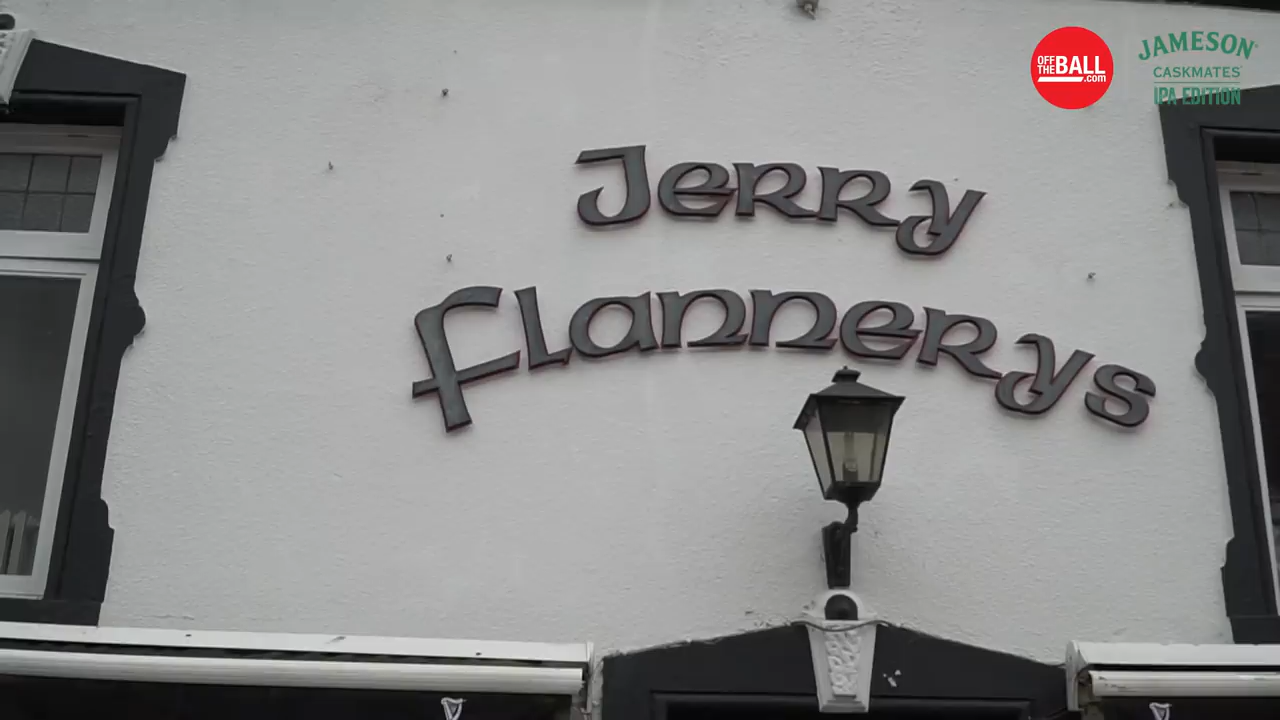 OFF THE BALL .com
JAMESON
CASKMATES
IPA EDITION
Jerry
Flannerys